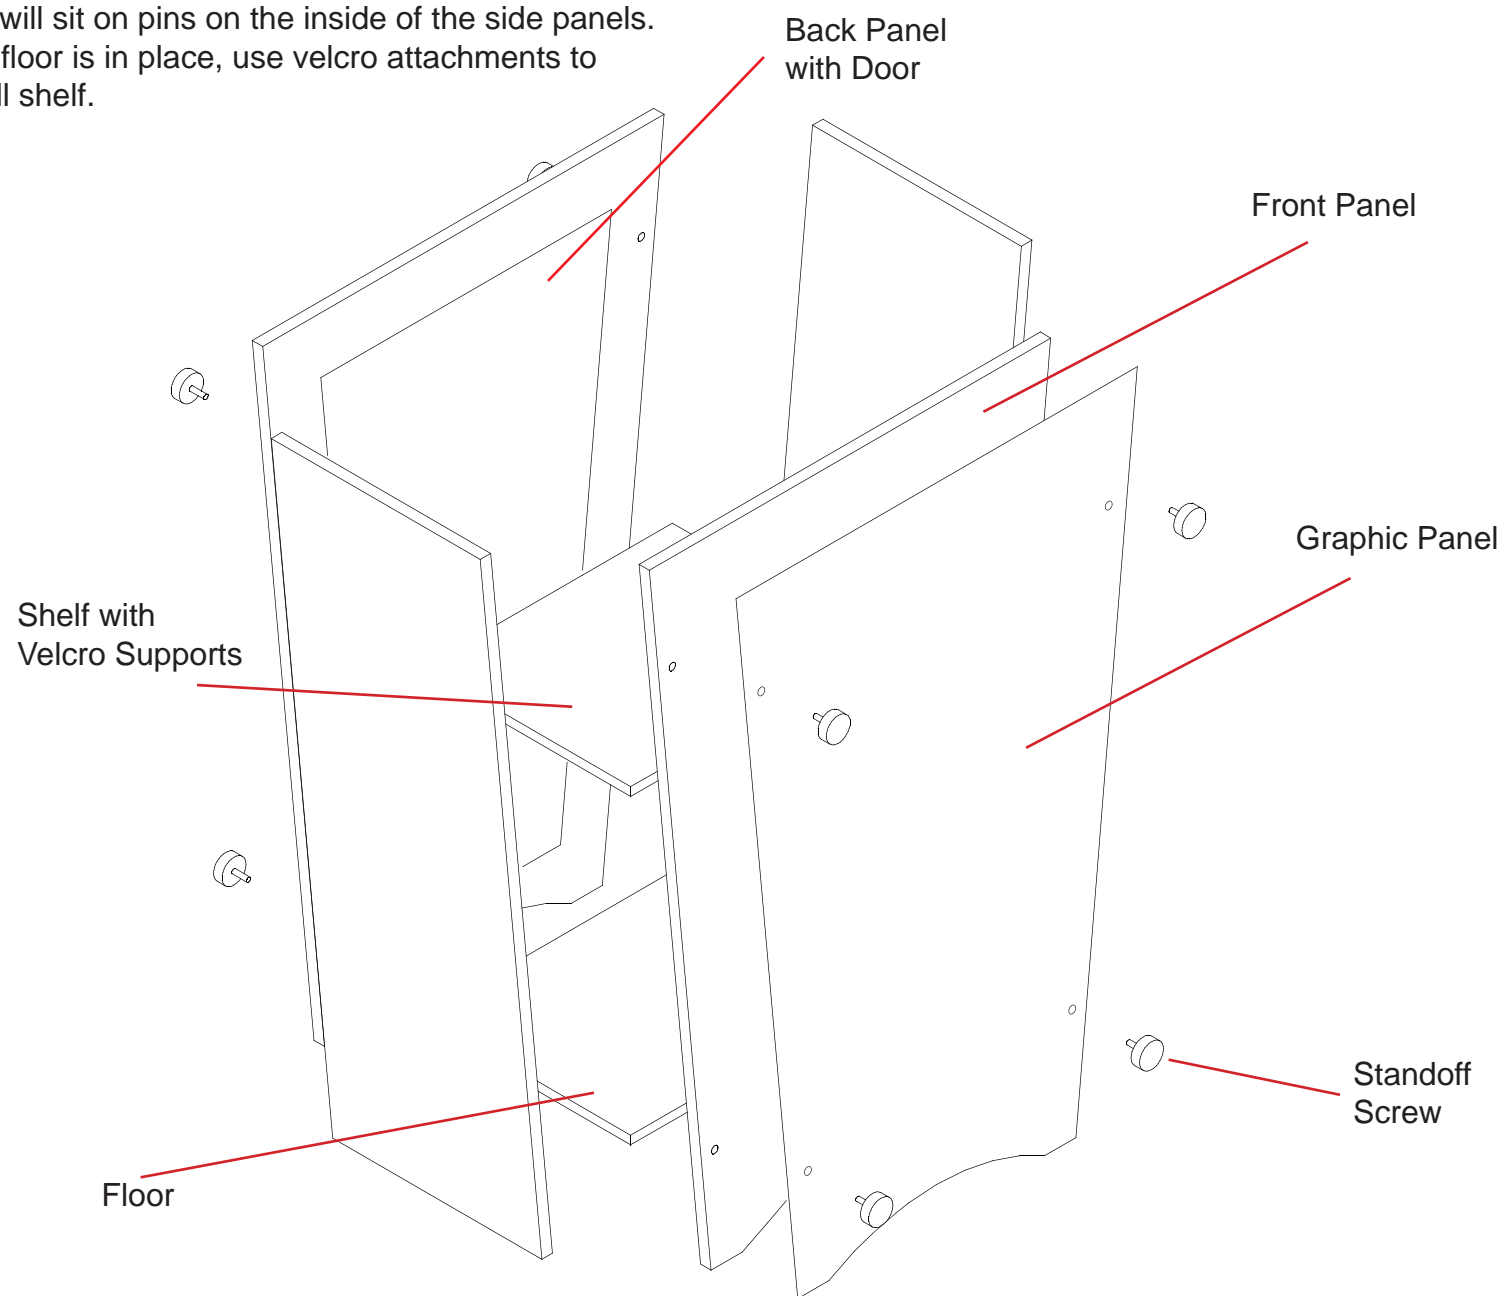 will sit on pins on the inside of the side panels.
floor is in place, use velcro attachments to
shelf.
Back Panel
with Door
Front Panel
Graphic Panel
Shelf with
Velcro Supports
Standoff
Screw
Floor